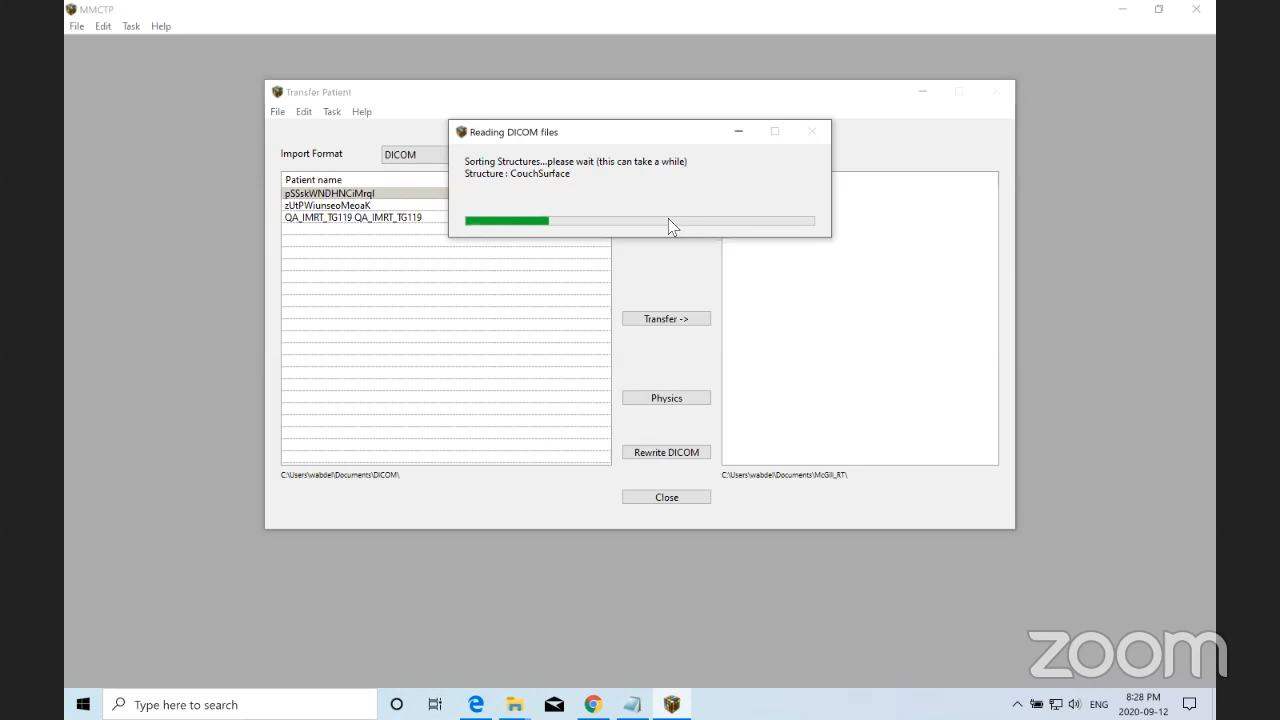 MMCTP
File Edit Task Help
Transfer Patient
File Edit Task Help
Reading DICOM files
Sorting Structures...please wait (this can take a while)
Structure : CouchSurface
Import Format DICOM
Patient name
pSSskWNDHNCiMrqI
zUtPWiunseoMeoaK
QA_IMRT_TG119 QA_IMRT_TG119
Transfer ->
Physics
Rewrite DICOM
C:\Users\wabdel\Documents\DICOM\
C:\Users\wabdel\Documents\McGill_RT\
Close
zoom
Type here to search
ENG
8:28 PM
2020-09-12